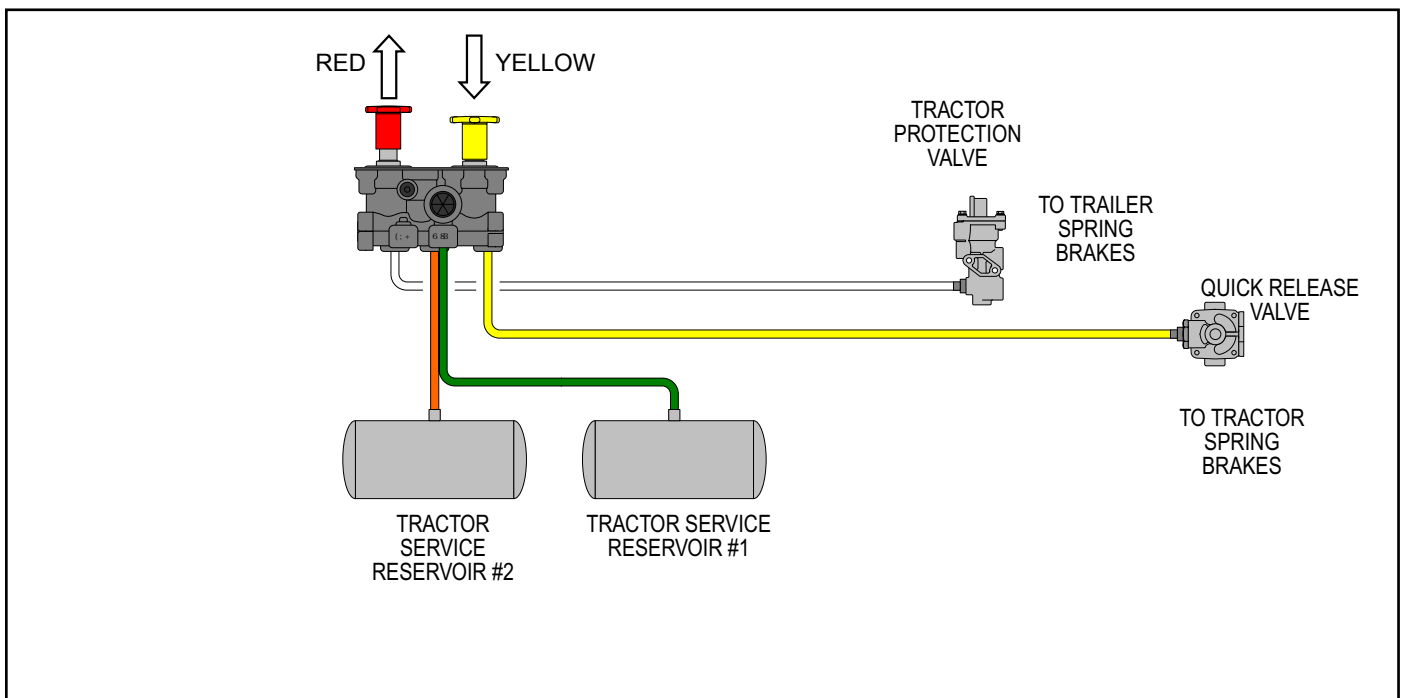 RED
YELLOW
TRACTOR
PROTECTION
VALVE
TO TRAILER
SPRING
BRAKES
QUICK RELEASE
VALVE
TO TRACTOR
SPRING
BRAKES
TRACTOR
SERVICE
RESERVOIR #2
TRACTOR SERVICE
RESERVOIR #1